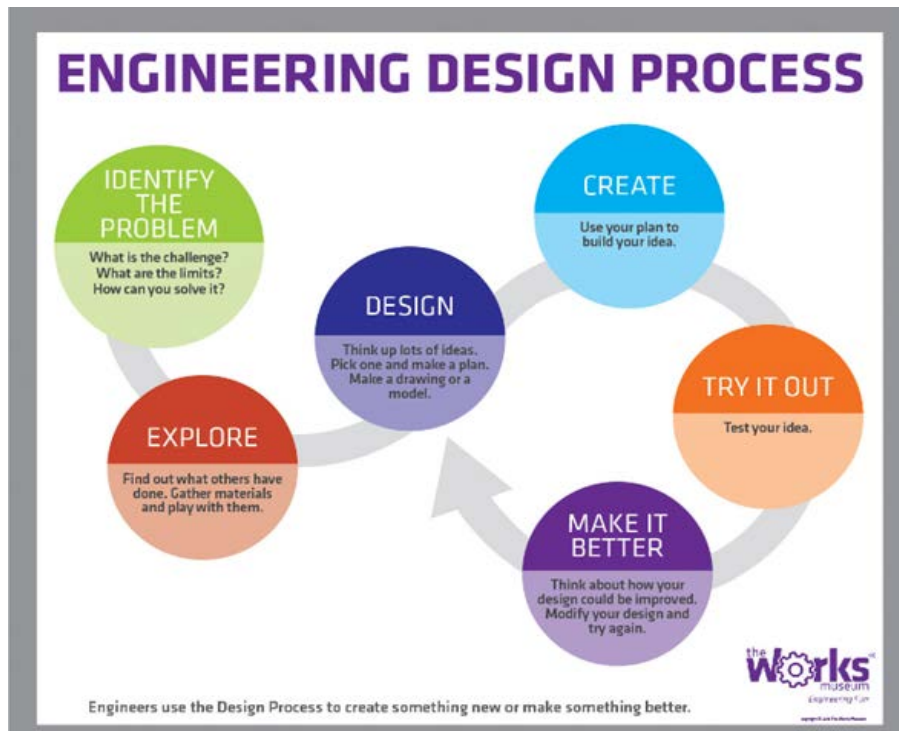 ENGINEERING DESIGN PROCESS
IDENTIFY
THE
PROBLEM
What is the challenge?
What are the limits?
How can you solve it?
EXPLORE
Find out what others have
done. Gather materials
and play with them.
DESIGN
Think up lots of ideas.
Pick one and make a plan.
Make a drawing or a
model.
CREATE
Use your plan to
build your idea.
TRY IT OUT
Test your idea.
MAKE IT
BETTER
Think about how your
design could be improved.
Modify your design and
try again.
the
Works
museum
Engineering Fun
Engineers use the Design Process to create something new or make something better.